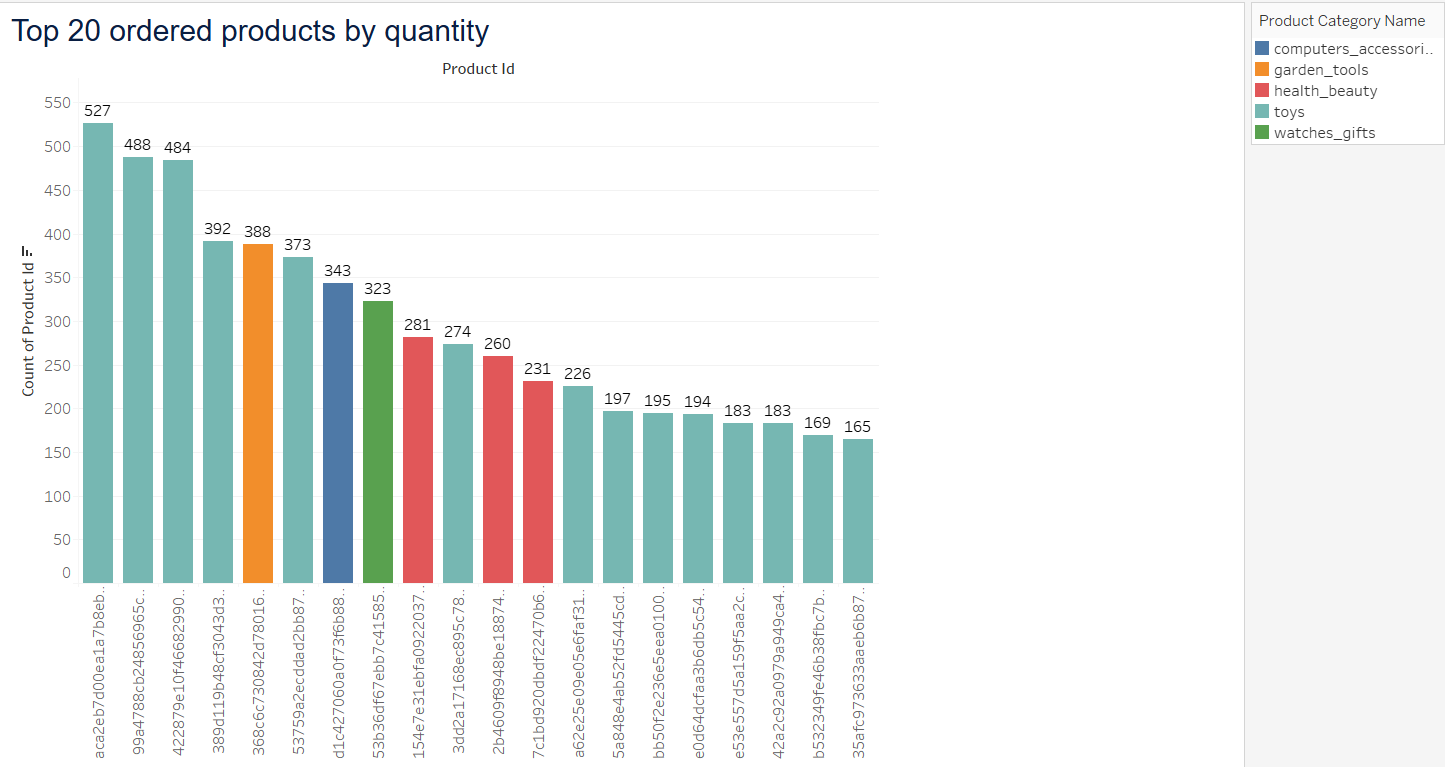 Top 20 ordered products by quantity
Product Id
Count of Product Id
550
500
450
400
350
300
250
200
150
100
50
0
527
488
484
392
388
373
343
323
281
274
260
231
226
197
195
194
183
183
169
165
aca2eb7d00ea1a7b8eb..
99a4788cb24856965c..
422879e10f46682990..
389d119b48cf3043d3..
368c6c730842d78016..
53759a2ecddad2bb87..
d1c427060a0f73f6b88..
53b36df67ebb7c41585..
154e7e31ebfa0922037..
3dd2a17168ec895c78..
2b4609f8948be18874..
7c1bd920dbdf22470b6..
a62e25e09e05e6faf31..
5a848e4ab52fd5445cd..
bb50f2e236e5eea0100..
e0d64dcfaa3b6db5c54..
e53e557d5a159f5aa2c..
42a2c92a0979a949ca4..
b532349fe46b38fbc7b..
35afc973633aaeb6b87..
Product Category Name
computers_accessori..
garden_tools
health_beauty
toys
watches_gifts